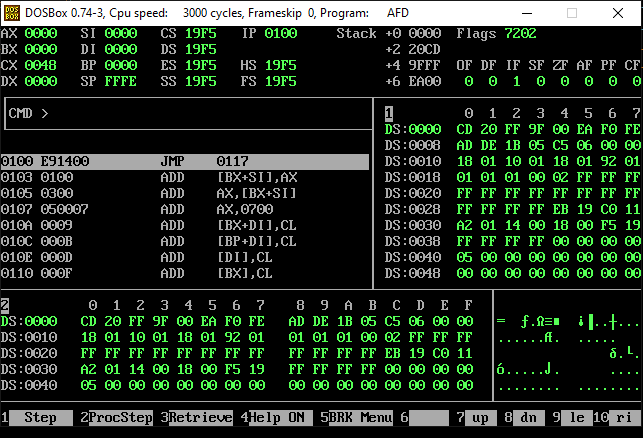 DOSBox 0.74-3, Cpu speed: 3000 cycles, Frameskip 0, Program: AFD
AX 0000 SI 0000 CS 19F5 IP 0100 Stack +0 0000 Flags 7202
BX 0000 DI 0000 DS 19F5 +2 20CD
CX 0048 BP 0000 ES 19F5 HS 19F5 +4 9FFF OF DF IF SF ZF AF PF CF
DX 0000 SP FFFE SS 19F5 FS 19F5 +6 EA00 0 0 1 0 0 0 0 0
CMD >
1 0 1 2 3 4 5 6 7
DS:0000 CD 20 FF 9F 00 EA F0 FE
DS:0008 AD DE 1B 05 C5 06 00 00
DS:0010 18 01 10 01 18 01 92 01
DS:0018 01 01 01 00 02 FF FF FF
DS:0020 FF FF FF FF FF FF FF FF
DS:0028 FF FF FF FF EB 19 C0 11
DS:0030 A2 01 14 00 18 00 F5 19
DS:0038 FF FF FF FF 00 00 00 00
DS:0040 05 00 00 00 00 00 00 00
DS:0048 00 00 00 00 00 00 00 00
0100 E91400 JMP 0117
0103 0100 ADD [BX+SI],AX
0105 0300 ADD AX,[BX+SI]
0107 050007 ADD AX,0700
010A 0009 ADD [BX+DI],CL
010C 000B ADD [BP+DI],CL
010E 000D ADD [DI],CL
0110 000F ADD [BX],CL
2 0 1 2 3 4 5 6 7 8 9 A B C D E F
DS:0000 CD 20 FF 9F 00 EA F0 FE AD DE 1B 05 C5 06 00 00 = ƒ.Ω≡■ ¡▐..┼...
DS:0010 18 01 10 01 18 01 92 01 01 01 01 00 02 FF FF FF ......Æ. .....
DS:0020 FF FF FF FF FF FF FF FF FF FF FF FF EB 19 C0 11 δ.└.
DS:0030 A2 01 14 00 18 00 F5 19 FF FF FF FF 00 00 00 00 ó.....⌡. ....
DS:0040 05 00 00 00 00 00 00 00 00 00 00 00 00 00 00 00 ........ ........
1 Step 2 ProcStep 3 Retrieve 4 Help ON 5 BRK Menu 6 7 up 8 dn 9 le 10 ri